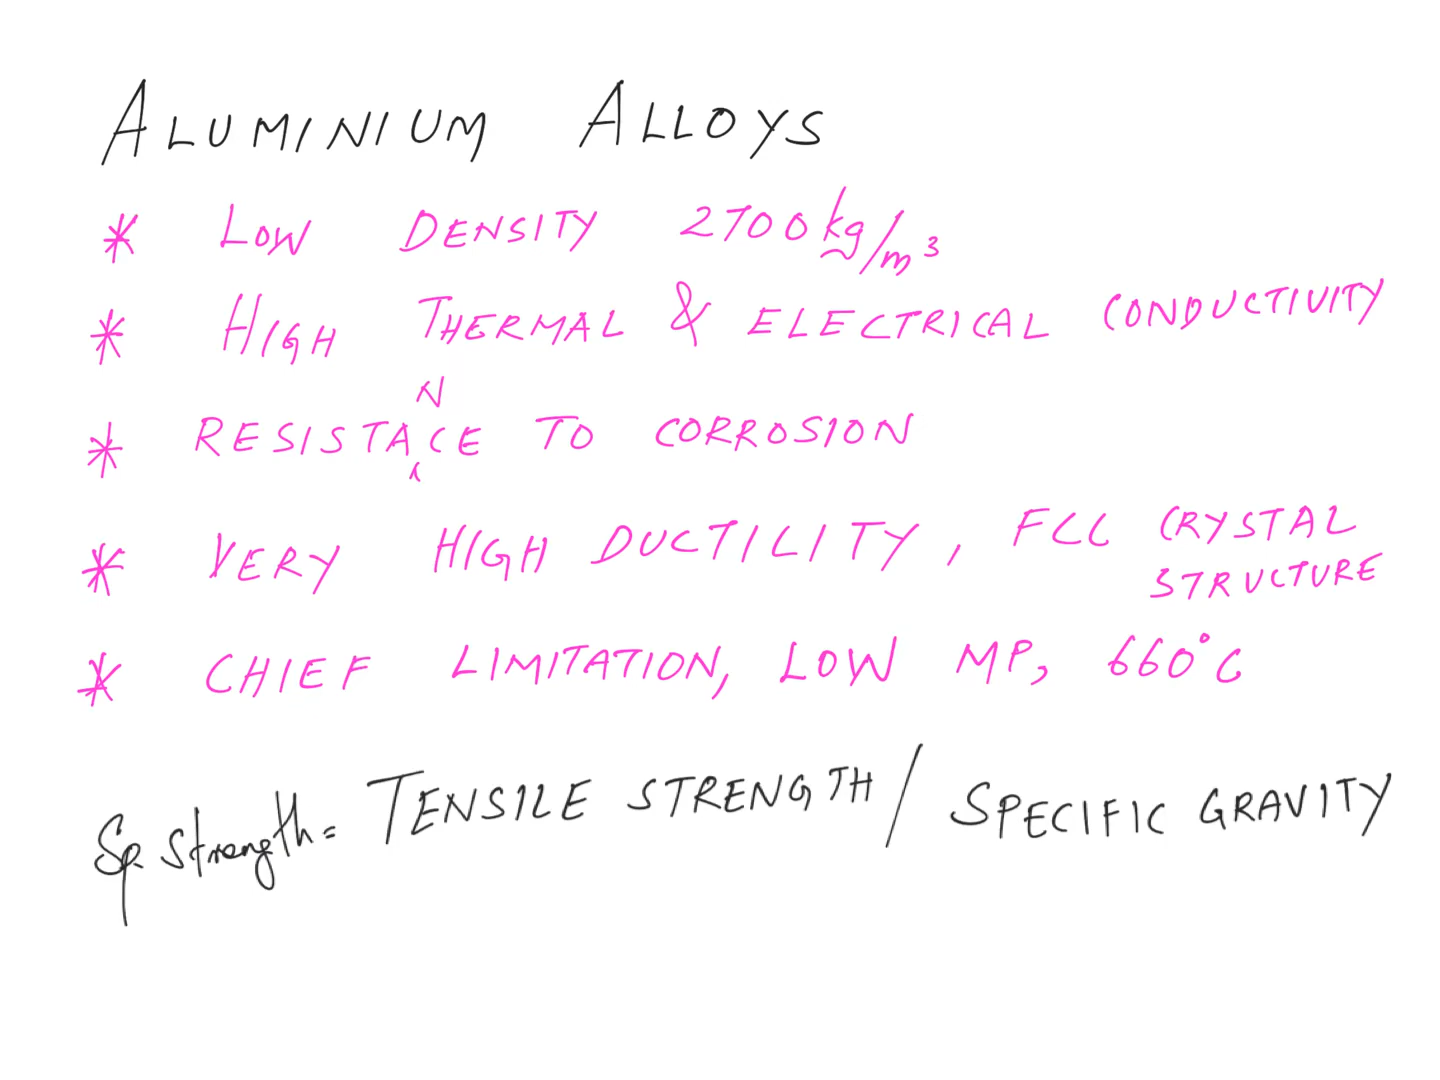 ALUMINIUM ALLOYS
* LOW DENSITY 2700 kg/m³
* HIGH THERMAL & ELECTRICAL CONDUCTIVITY
* RESISTANCE TO CORROSION
* VERY HIGH DUCTILITY, FCC CRYSTAL
STRUCTURE
* CHIEF LIMITATION, LOW MP, 660°C
Sp. Strength = TENSILE STRENGTH / SPECIFIC GRAVITY